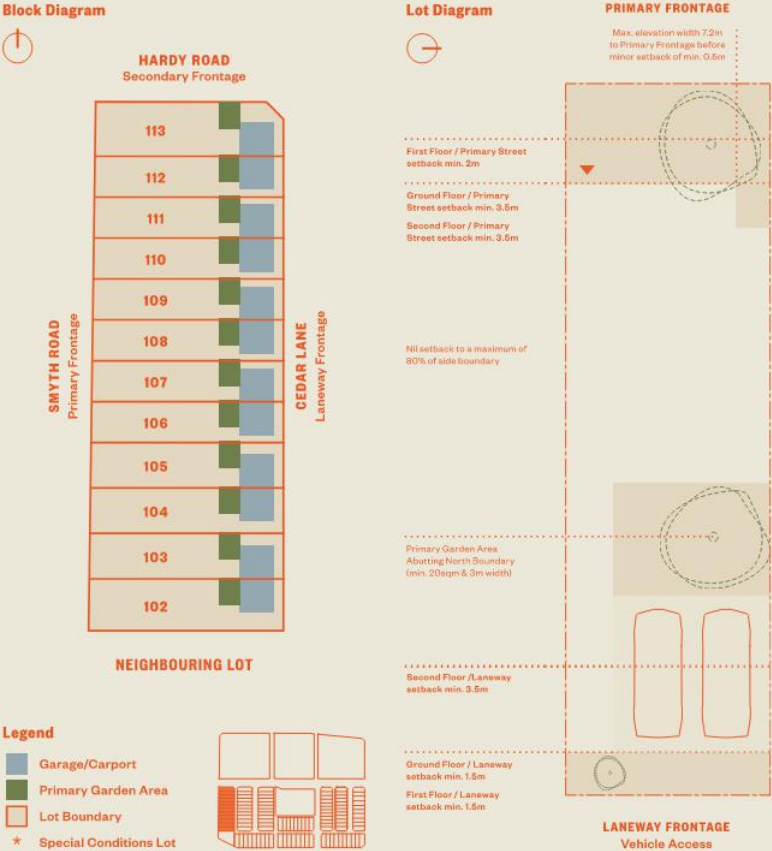 Block Diagram
HARDY ROAD
Secondary Frontage
113
112
111
110
109
108
107
106
105
104
103
102
SMYTH ROAD
Primary Frontage
CEDAR LANE
Laneway Frontage
NEIGHBOURING LOT
Legend
Garage/Carport
Primary Garden Area
Lot Boundary
* Special Conditions Lot
Lot Diagram
PRIMARY FRONTAGE
Max. elevation width 7.2m
to Primary Frontage before
minor setback of min. 0.5m
First Floor / Primary Street
setback min. 2m
Ground Floor / Primary
Street setback min. 3.5m
Second Floor / Primary
Street setback min. 3.5m
Nil setback to a maximum of
80% of side boundary
Primary Garden Area
Abutting North Boundary
(min. 20sqm & 3m width)
Second Floor /Laneway
setback min. 3.5m
Ground Floor / Laneway
setback min. 1.5m
First Floor / Laneway
setback min. 1.5m
LANEWAY FRONTAGE
Vehicle Access